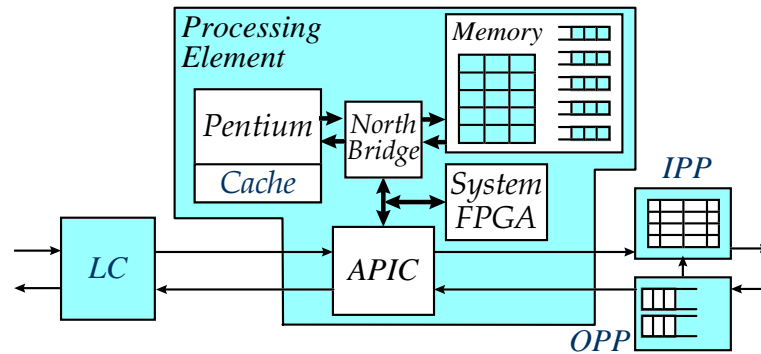 Processing
Element
Memory
Pentium
Cache
North
Bridge
System
FPGA
APIC
LC
IPP
OPP